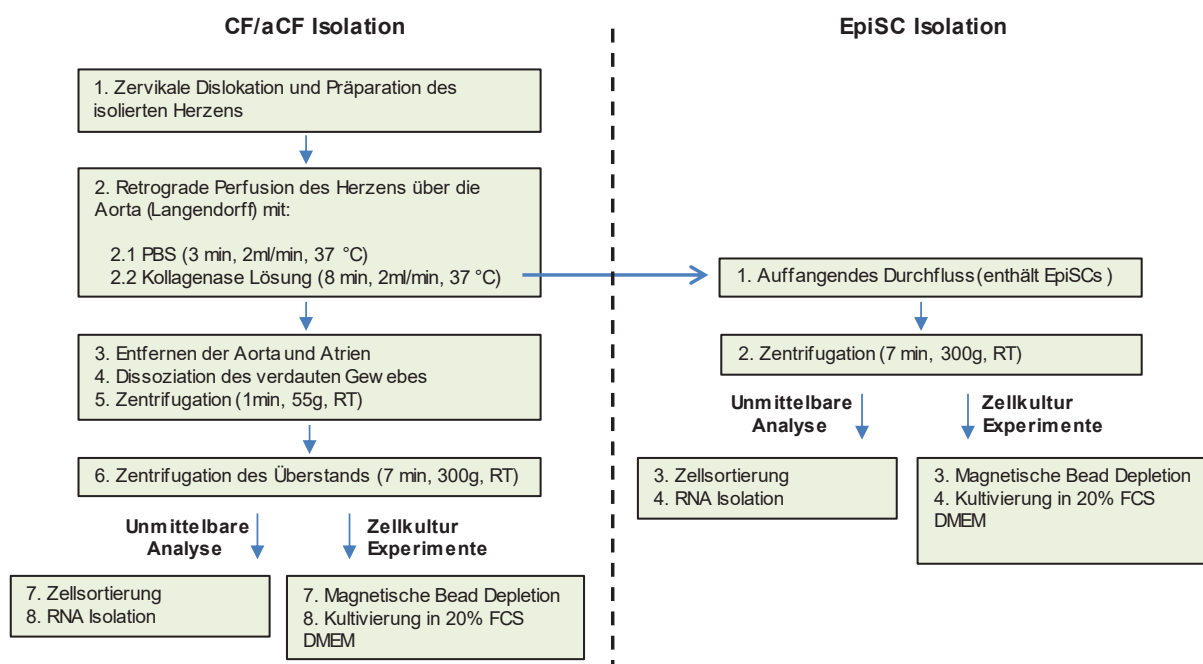 CF/aCF Isolation
1. Zervikale Dislokation und Präparation des
isolierten Herzens
2. Retrograde Perfusion des Herzens über die
Aorta (Langendorff) mit:
2.1 PBS (3 min, 2ml/min, 37 °C)
2.2 Kollagenase Lösung (8 min, 2ml/min, 37 °C)
3. Entfernen der Aorta und Atrien
4. Dissoziation des verdauten Gewebes
5. Zentrifugation (1min, 55g, RT)
6. Zentrifugation des Überstands (7 min, 300g, RT)
Unmittelbare
Analyse
Zellkultur
Experimente
7. Zellsortierung
8. RNA Isolation
7. Magnetische Bead Depletion
8. Kultivierung in 20% FCS
DMEM
EpiSC Isolation
1. Auffangendes Durchfluss (enthält EpiSCs )
2. Zentrifugation (7 min, 300g, RT)
Unmittelbare
Analyse
Zellkultur
Experimente
3. Zellsortierung
4. RNA Isolation
3. Magnetische Bead Depletion
4. Kultivierung in 20% FCS
DMEM